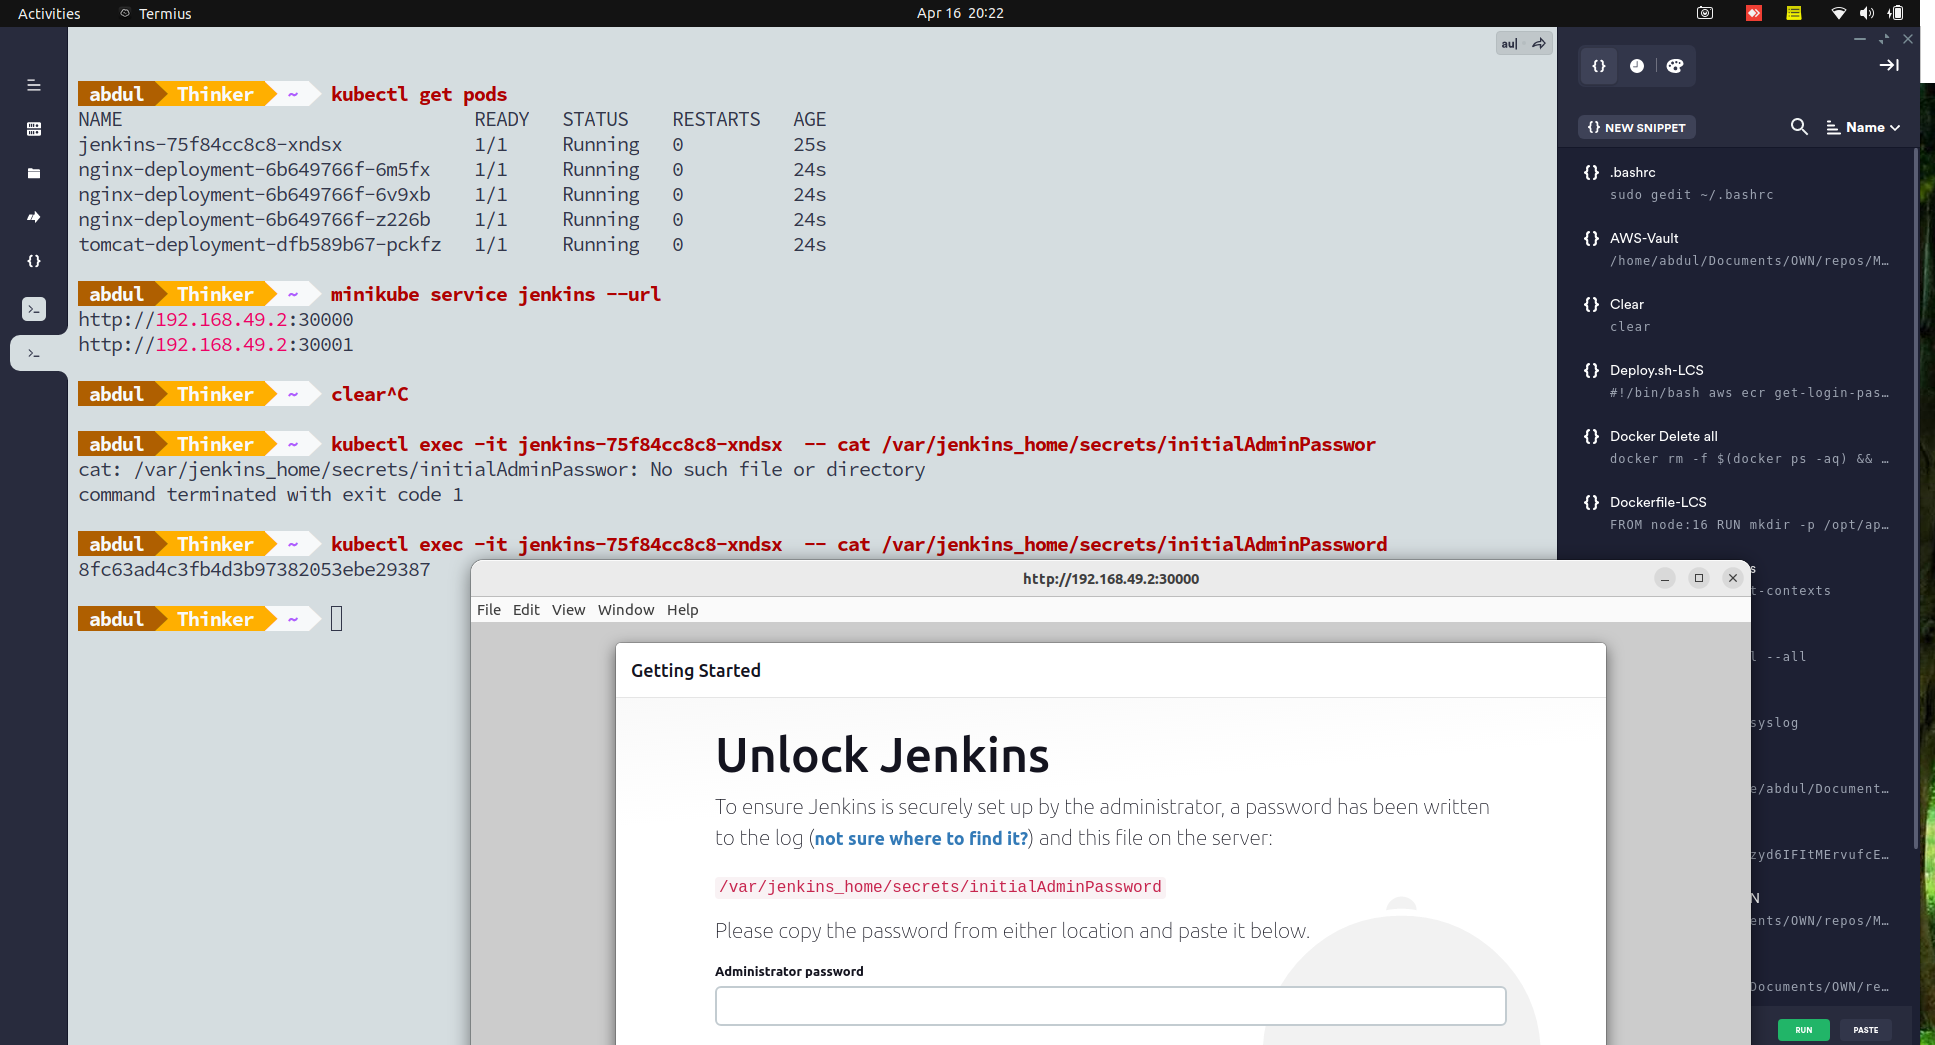 Activities Termius Apr 16 20:22
au|
abdul Thinker ~ kubectl get pods
NAME READY STATUS RESTARTS AGE
jenkins-75f84cc8c8-xndsx 1/1 Running 0 25s
nginx-deployment-6b649766f-6m5fx 1/1 Running 0 24s
nginx-deployment-6b649766f-6v9xb 1/1 Running 0 24s
nginx-deployment-6b649766f-z226b 1/1 Running 0 24s
tomcat-deployment-dfb589b67-pckfz 1/1 Running 0 24s
abdul Thinker ~ minikube service jenkins --url
http://192.168.49.2:30000
http://192.168.49.2:30001
abdul Thinker ~ clear^C
abdul Thinker ~ kubectl exec -it jenkins-75f84cc8c8-xndsx -- cat /var/jenkins_home/secrets/initialAdminPasswor
cat: /var/jenkins_home/secrets/initialAdminPasswor: No such file or directory
command terminated with exit code 1
abdul Thinker ~ kubectl exec -it jenkins-75f84cc8c8-xndsx -- cat /var/jenkins_home/secrets/initialAdminPassword
8fc63ad4c3fb4d3b97382053ebe29387
abdul Thinker ~
http://192.168.49.2:30000
File Edit View Window Help
Getting Started
Unlock Jenkins
To ensure Jenkins is securely set up by the administrator, a password has been written
to the log (not sure where to find it?) and this file on the server:
/var/jenkins_home/secrets/initialAdminPassword
Please copy the password from either location and paste it below.
Administrator password
{} NEW SNIPPET Name
{} .bashrc
sudo gedit ~/.bashrc
{} AWS-Vault
/home/abdul/Documents/OWN/repos/M…
{} Clear
clear
{} Deploy.sh-LCS
#!/bin/bash aws ecr get-login-pas…
{} Docker Delete all
docker rm -f $(docker ps -aq) && …
{} Dockerfile-LCS
FROM node:16 RUN mkdir -p /opt/ap…
s
t-contexts
l --all
syslog
e/abdul/Document…
zyd6IFItMErvufcE…
N
ents/OWN/repos/M…
Documents/OWN/re…
RUN PASTE